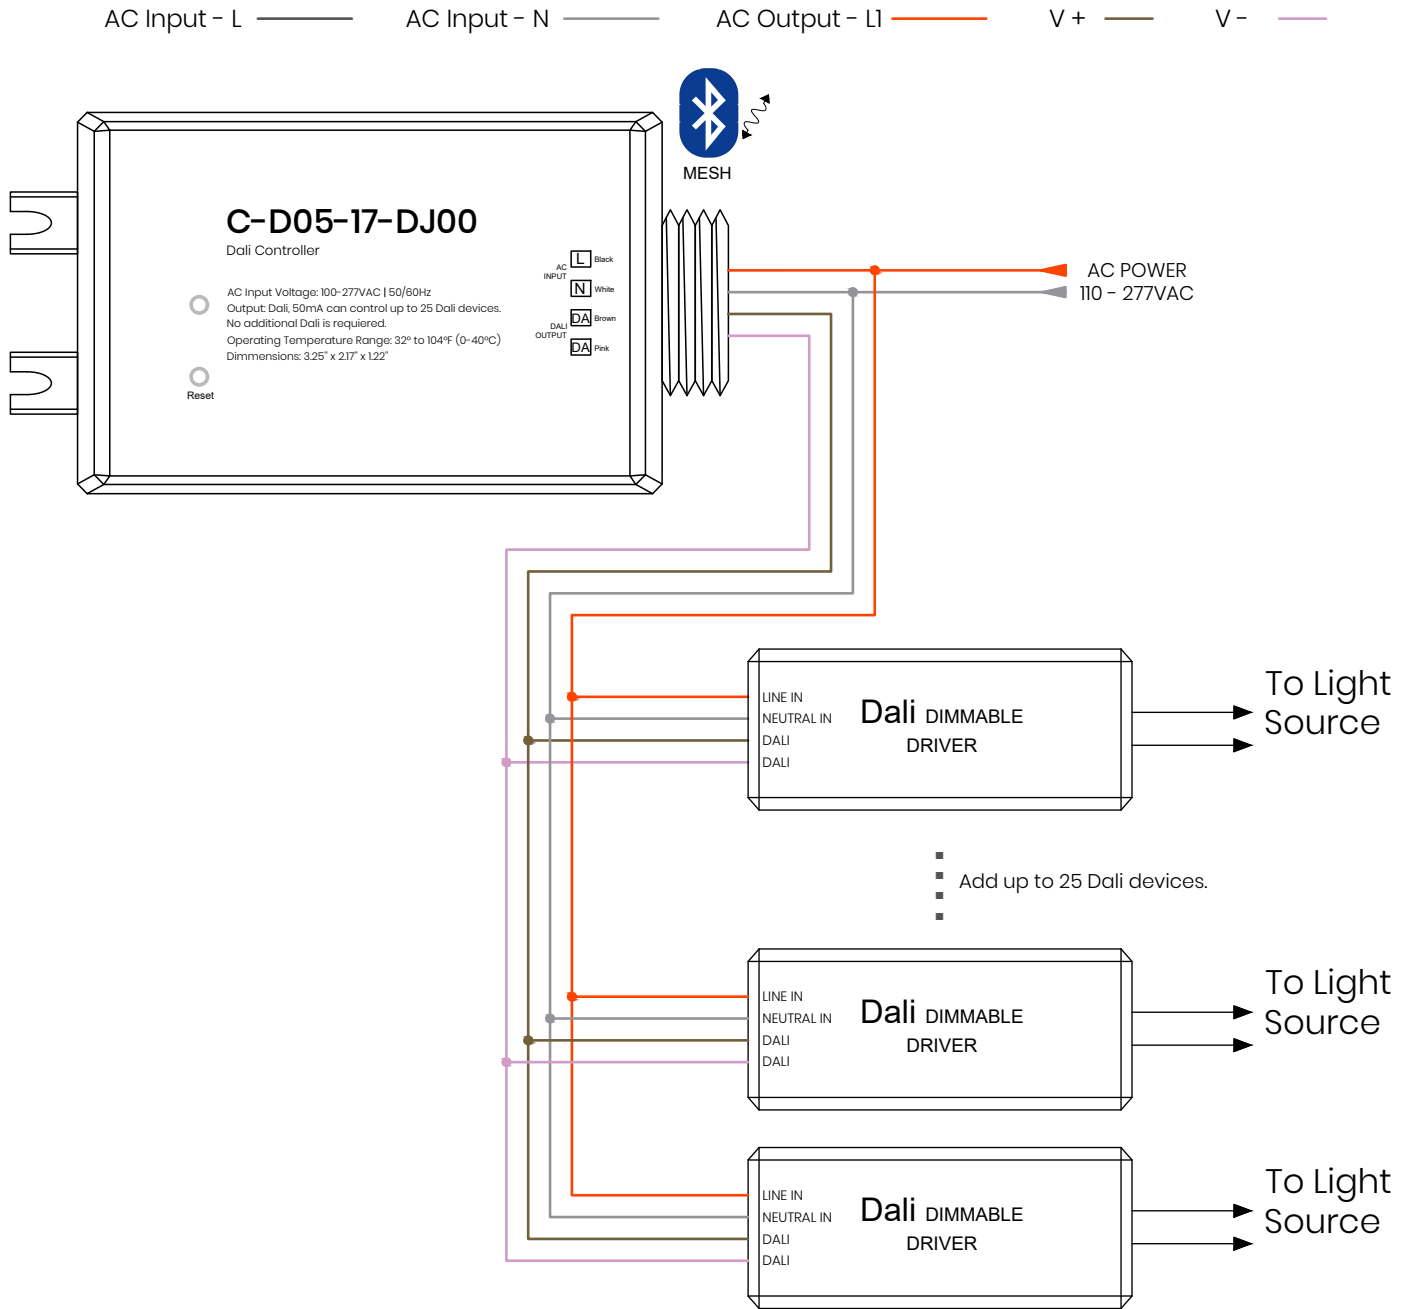 AC Input - L
AC Input - N
AC Output - L1
V +
V -
MESH
C-D05-17-DJ00
Dali Controller
AC Input Voltage: 100-277VAC | 50/60Hz
Output: Dali, 50mA can control up to 25 Dali devices.
No additional Dali is requiered.
Operating Temperature Range: 32º to 104ºF (0-40ºC)
Dimmensions: 3.25" x 2.17" x 1.22"
Reset
AC
INPUT
L Black
N White
DALI
OUTPUT
DA Brown
DA Pink
AC POWER
110 - 277VAC
LINE IN
NEUTRAL IN
DALI
DALI
Dali DIMMABLE
DRIVER
To Light
Source
Add up to 25 Dali devices.
LINE IN
NEUTRAL IN
DALI
DALI
Dali DIMMABLE
DRIVER
To Light
Source
LINE IN
NEUTRAL IN
DALI
DALI
Dali DIMMABLE
DRIVER
To Light
Source